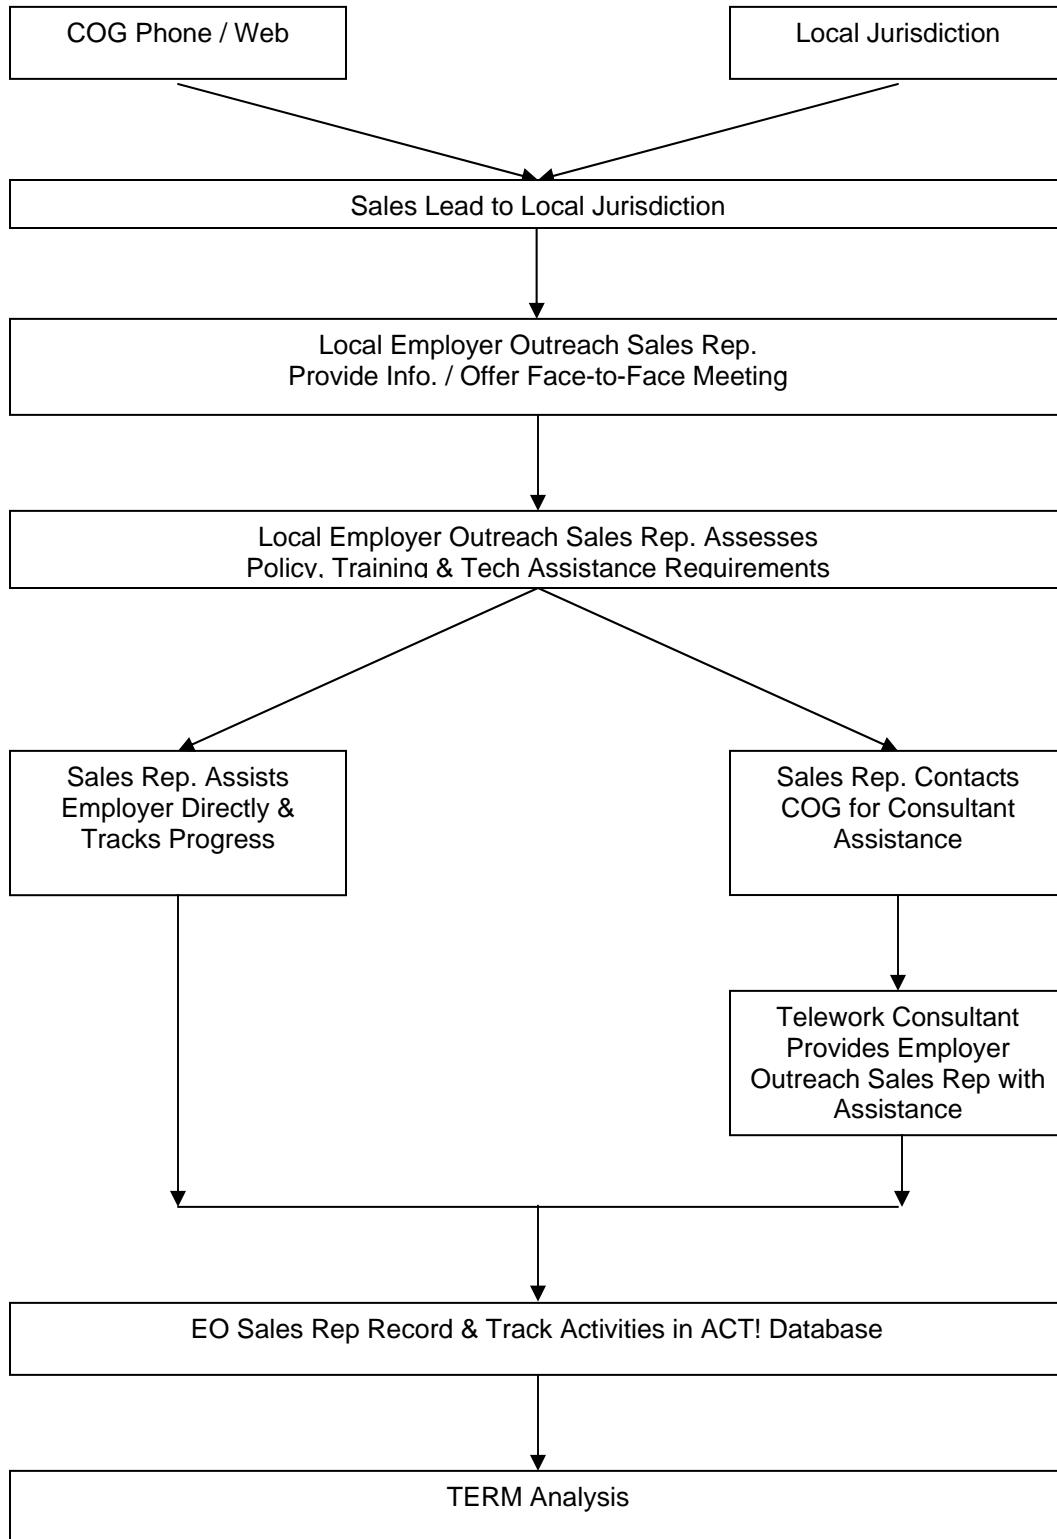 COG Phone / Web
Local Jurisdiction
Sales Lead to Local Jurisdiction
Local Employer Outreach Sales Rep.
Provide Info. / Offer Face-to-Face Meeting
Local Employer Outreach Sales Rep. Assesses
Policy, Training & Tech Assistance Requirements
Sales Rep. Assists
Employer Directly &
Tracks Progress
Sales Rep. Contacts
COG for Consultant
Assistance
Telework Consultant
Provides Employer
Outreach Sales Rep with
Assistance
EO Sales Rep Record & Track Activities in ACT! Database
TERM Analysis